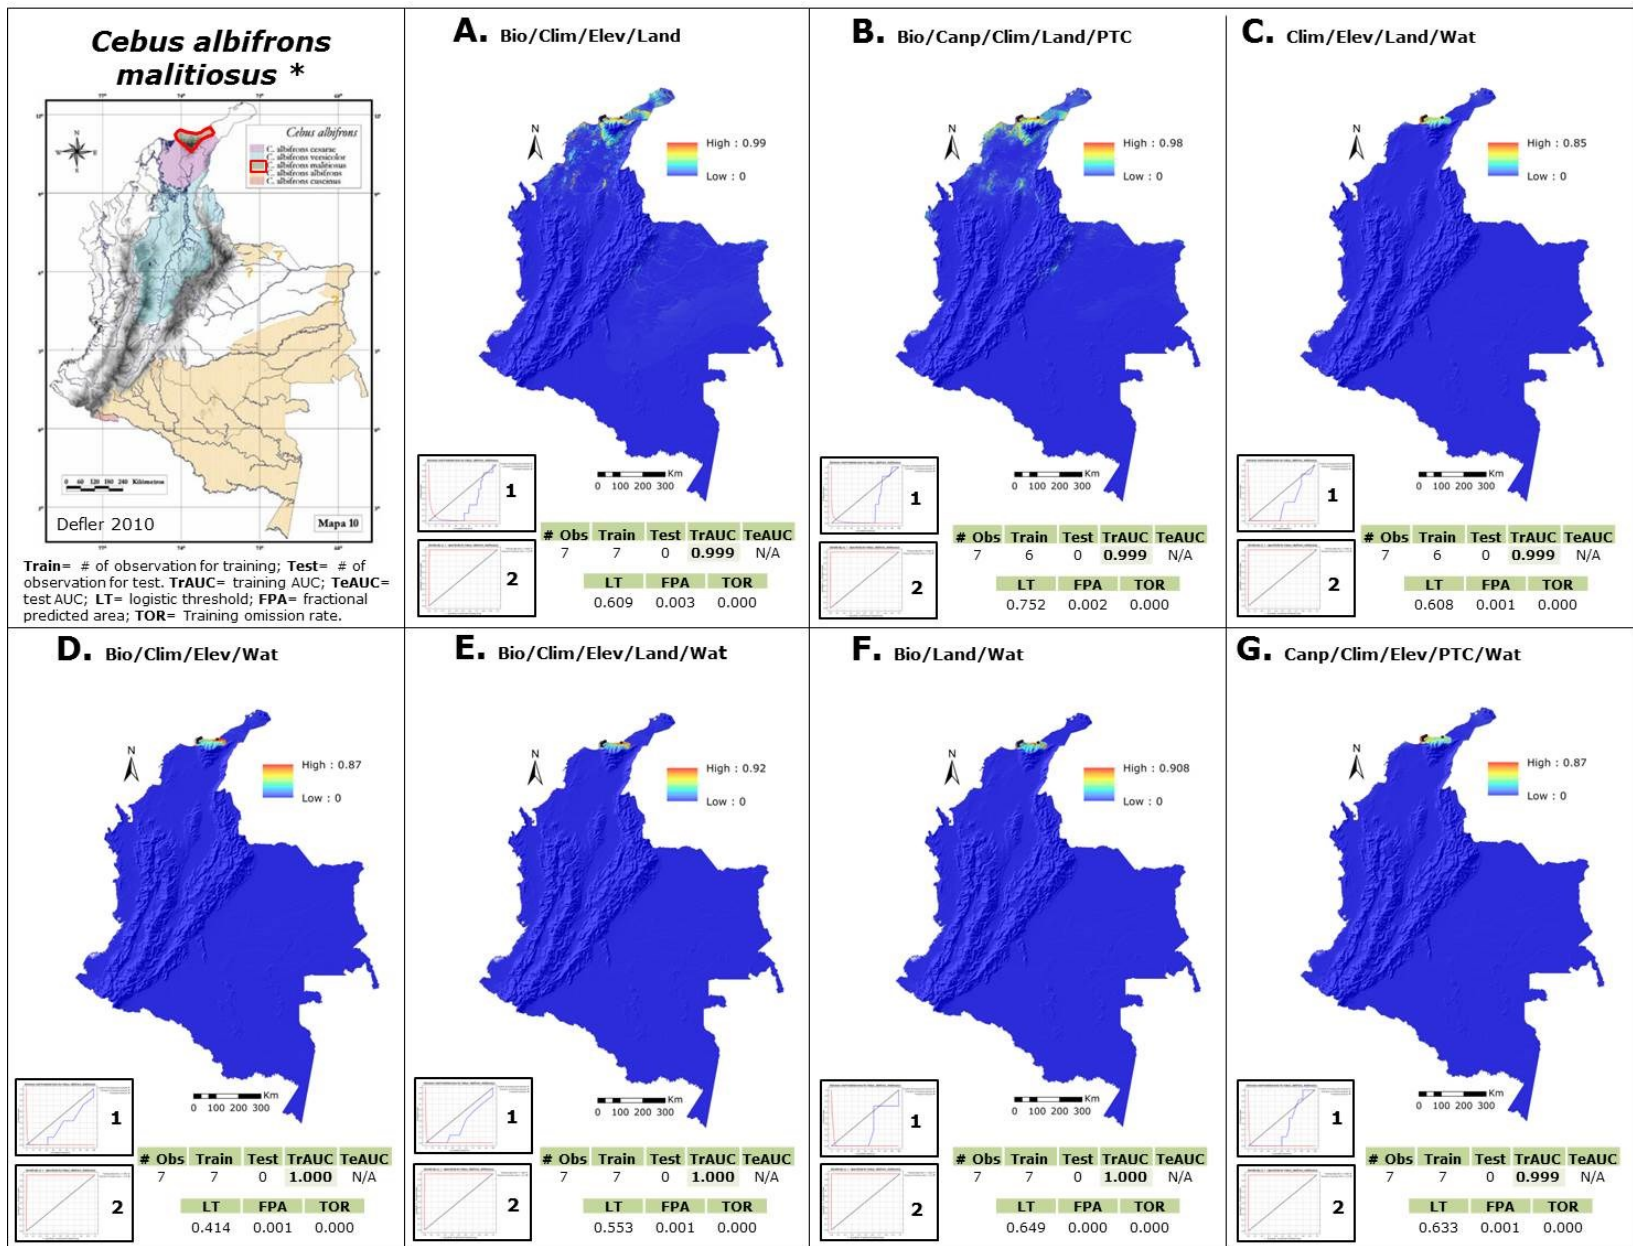 Cebus albifrons
malitiosus *
Cebus albifrons
C. albifrons cesarae
C. albifrons versicolor
C. albifrons malitiosus
C. albifrons albifrons
C. albifrons cuscinus
? ?
?
0 60 120 180 240 Kilómetros
Defler 2010
Mapa 10
Train= # of observation for training; Test= # of
observation for test. TrAUC= training AUC; TeAUC=
test AUC; LT= logistic threshold; FPA= fractional
predicted area; TOR= Training omission rate.
A. Bio/Clim/Elev/Land
N
High : 0.99
Low : 0
Km
0 100 200 300
1
2
# Obs Train Test TrAUC TeAUC
7 7 0 0.999 N/A
LT FPA TOR
0.609 0.003 0.000
B. Bio/Canp/Clim/Land/PTC
N
High : 0.98
Low : 0
Km
0 100 200 300
1
2
# Obs Train Test TrAUC TeAUC
7 6 0 0.999 N/A
LT FPA TOR
0.752 0.002 0.000
C. Clim/Elev/Land/Wat
N
High : 0.85
Low : 0
Km
0 100 200 300
1
2
# Obs Train Test TrAUC TeAUC
7 6 0 0.999 N/A
LT FPA TOR
0.608 0.001 0.000
D. Bio/Clim/Elev/Wat
N
High : 0.87
Low : 0
Km
0 100 200 300
1
2
# Obs Train Test TrAUC TeAUC
7 7 0 1.000 N/A
LT FPA TOR
0.414 0.001 0.000
E. Bio/Clim/Elev/Land/Wat
N
High : 0.92
Low : 0
Km
0 100 200 300
1
2
# Obs Train Test TrAUC TeAUC
7 7 0 1.000 N/A
LT FPA TOR
0.553 0.001 0.000
F. Bio/Land/Wat
N
High : 0.908
Low : 0
Km
0 100 200 300
1
2
# Obs Train Test TrAUC TeAUC
7 7 0 1.000 N/A
LT FPA TOR
0.649 0.000 0.000
G. Canp/Clim/Elev/PTC/Wat
N
High : 0.87
Low : 0
Km
0 100 200 300
1
2
# Obs Train Test TrAUC TeAUC
7 7 0 0.999 N/A
LT FPA TOR
0.633 0.001 0.000